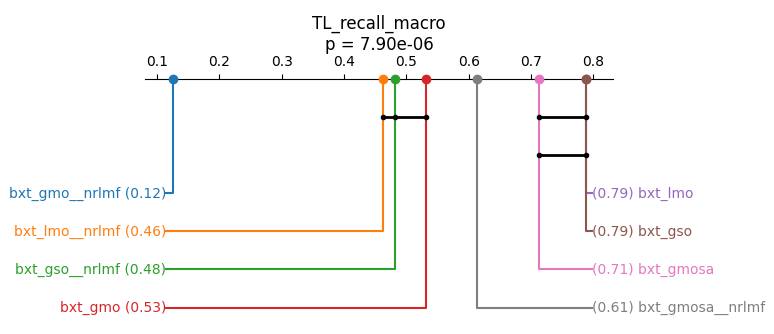 TL_recall_macro
p = 7.90e-06
0.1 0.2 0.3 0.4 0.5 0.6 0.7 0.8
bxt_gmo__nrlmf (0.12) (0.79) bxt_lmo
bxt_lmo__nrlmf (0.46) (0.79) bxt_gso
bxt_gso__nrlmf (0.48) (0.71) bxt_gmosa
bxt_gmo (0.53) (0.61) bxt_gmosa__nrlmf